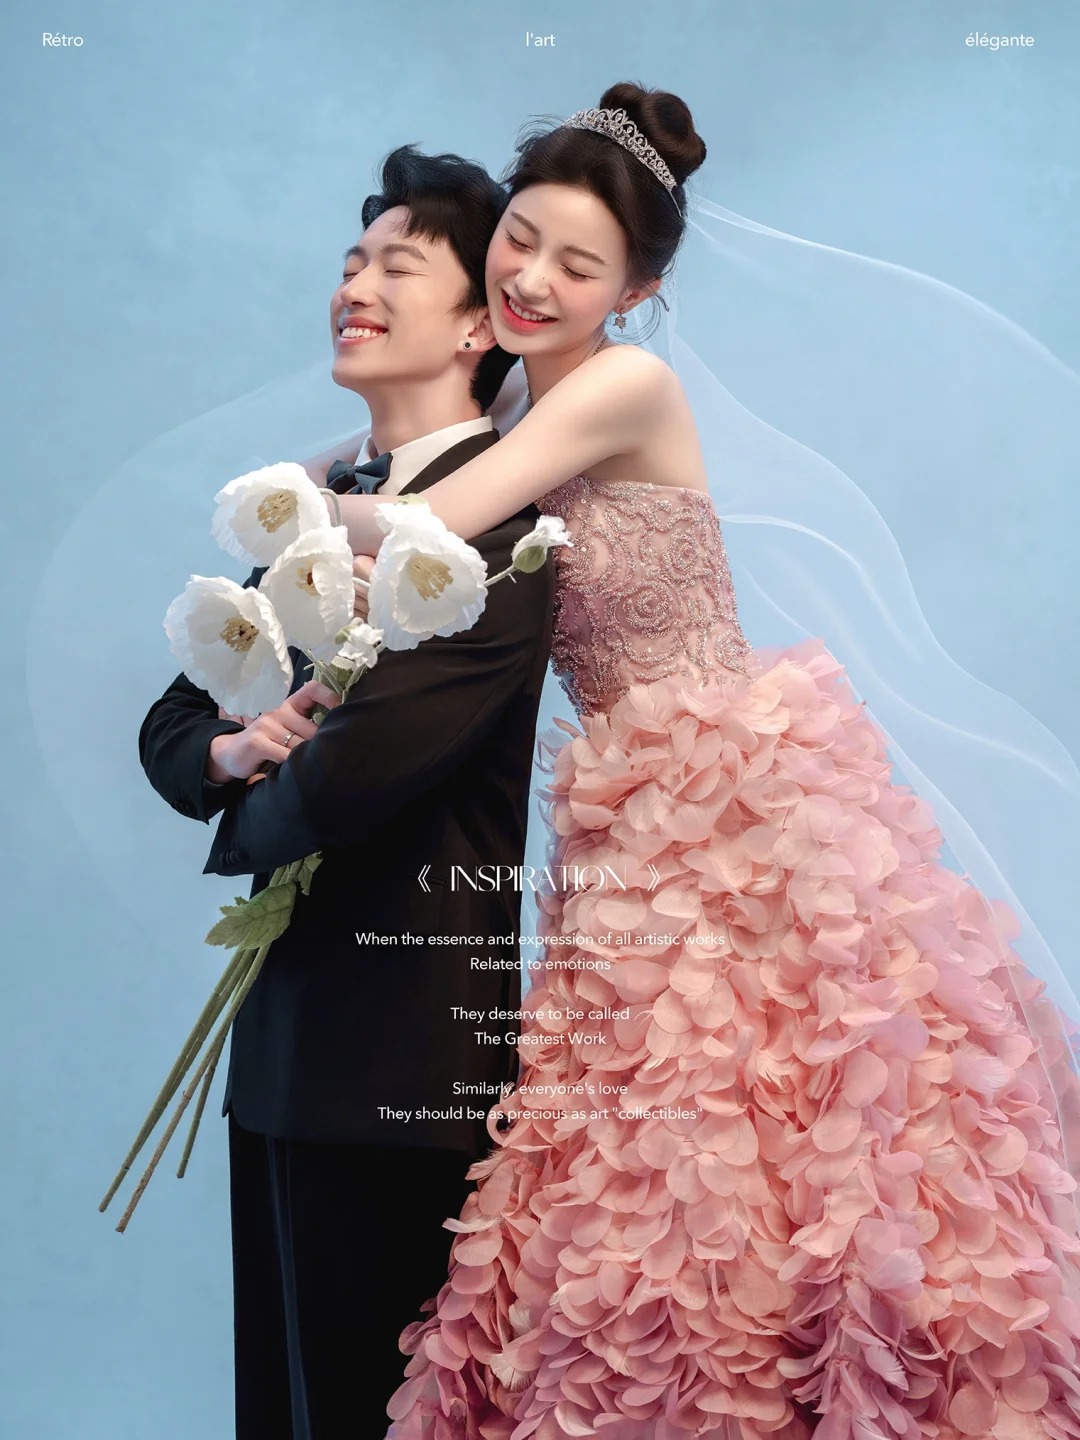 Rétro
l'art
élégante
《 INSPIRATION 》
When the essence and expression of all artistic works
Related to emotions
They deserve to be called
The Greatest Work
Similarly, everyone's love
They should be as precious as art "collectibles"